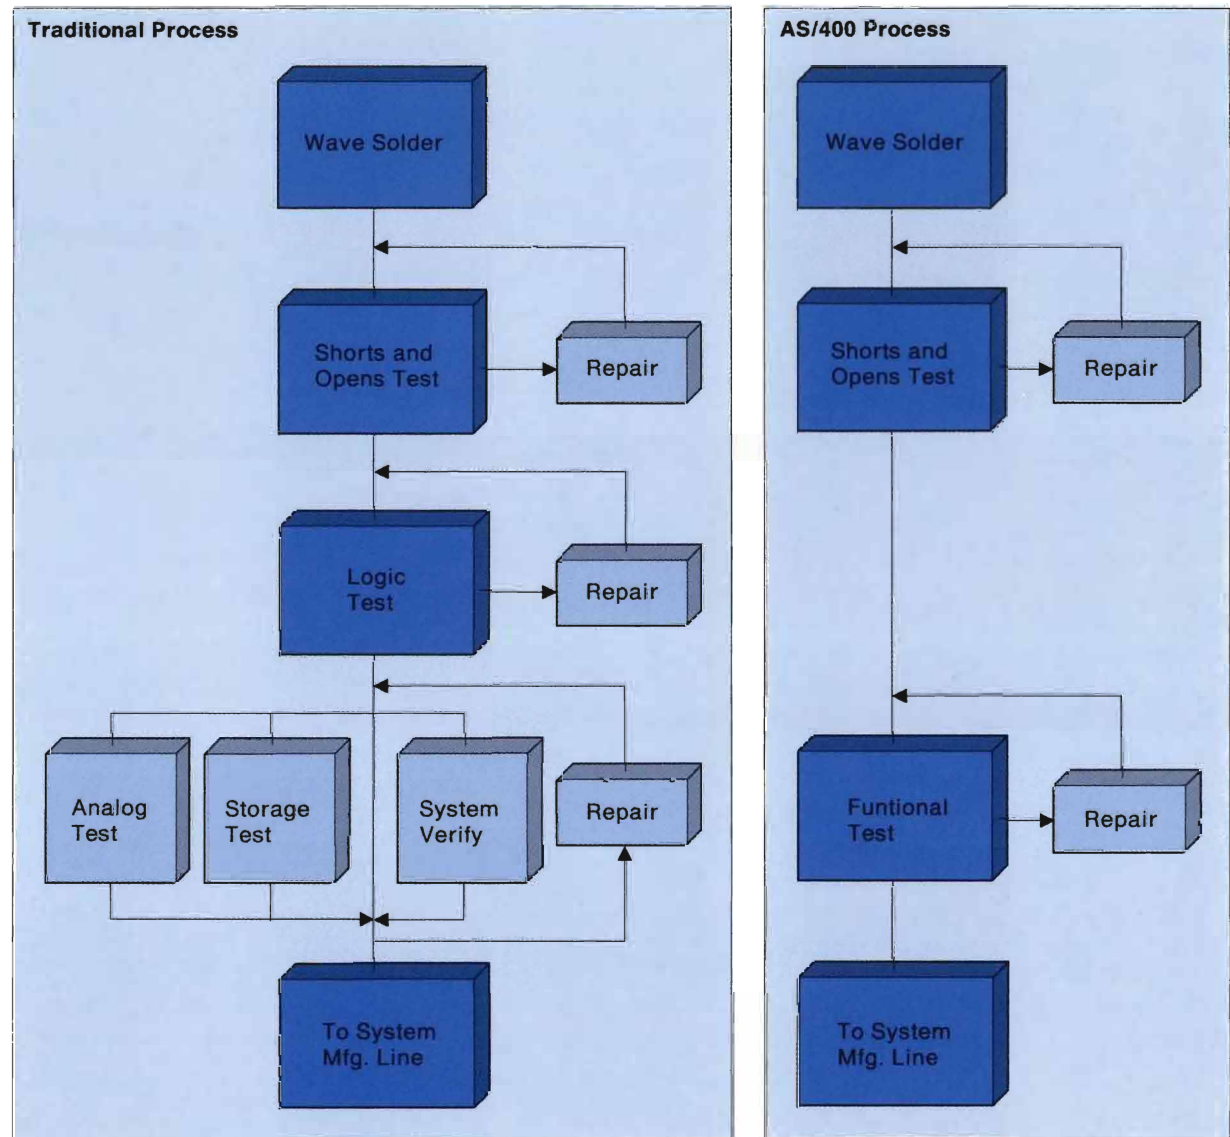 Traditional Process
Wave Solder
Shorts and
Opens Test
Repair
Logic
Test
Repair
Analog
Test
Storage
Test
System
Verify
Repair
To System
Mfg. Line
AS/400 Process
Wave Solder
Shorts and
Opens Test
Repair
Funtional
Test
Repair
To System
Mfg. Line